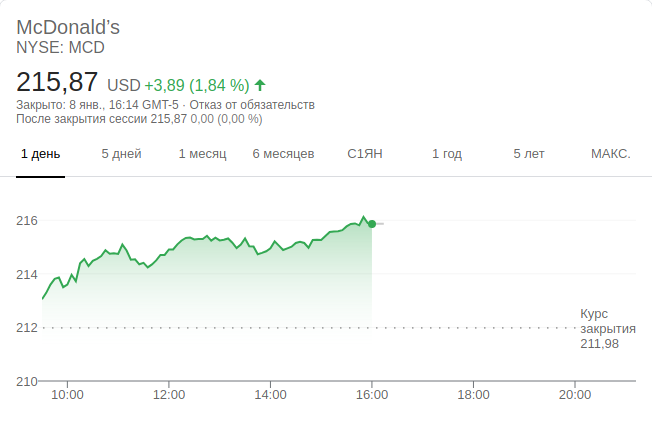 McDonald’s
NYSE: MCD
215,87 USD +3,89 (1,84 %)
Закрыто: 8 янв., 16:14 GMT-5 · Отказ от обязательств
После закрытия сессии 215,87 0,00 (0,00 %)
1 день 5 дней 1 месяц 6 месяцев С1ЯН 1 год 5 лет МАКС.
216
214
212
Курс
закрытия
211,98
210
10:00 12:00 14:00 16:00 18:00 20:00